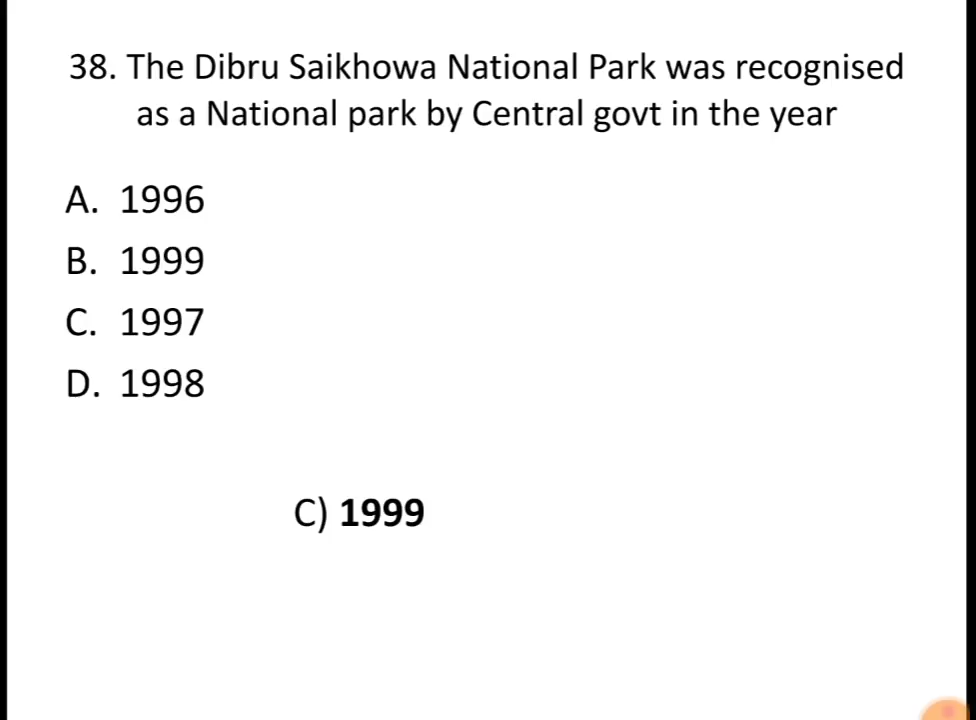 38. The Dibru Saikhowa National Park was recognised
as a National park by Central govt in the year
A. 1996
B. 1999
C. 1997
D. 1998
C) 1999